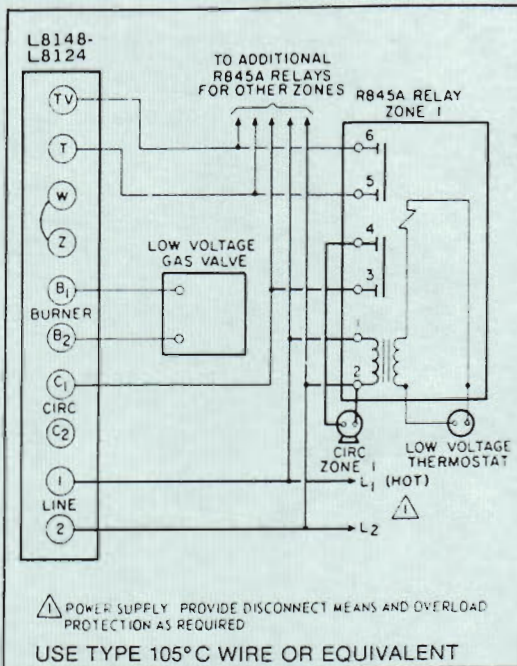 L8148-
L8124
TO ADDITIONAL
R845A RELAYS
FOR OTHER ZONES
R845A RELAY
ZONE 1
TV
T
W
Z
B1
BURNER
B2
C1
CIRC
C2
1
LINE
2
LOW VOLTAGE
GAS VALVE
6
5
4
3
1
2
CIRC
ZONE 1
LOW VOLTAGE
THERMOSTAT
L1 (HOT)
1
L2
1 POWER SUPPLY PROVIDE DISCONNECT MEANS AND OVERLOAD
PROTECTION AS REQUIRED
USE TYPE 105°C WIRE OR EQUIVALENT